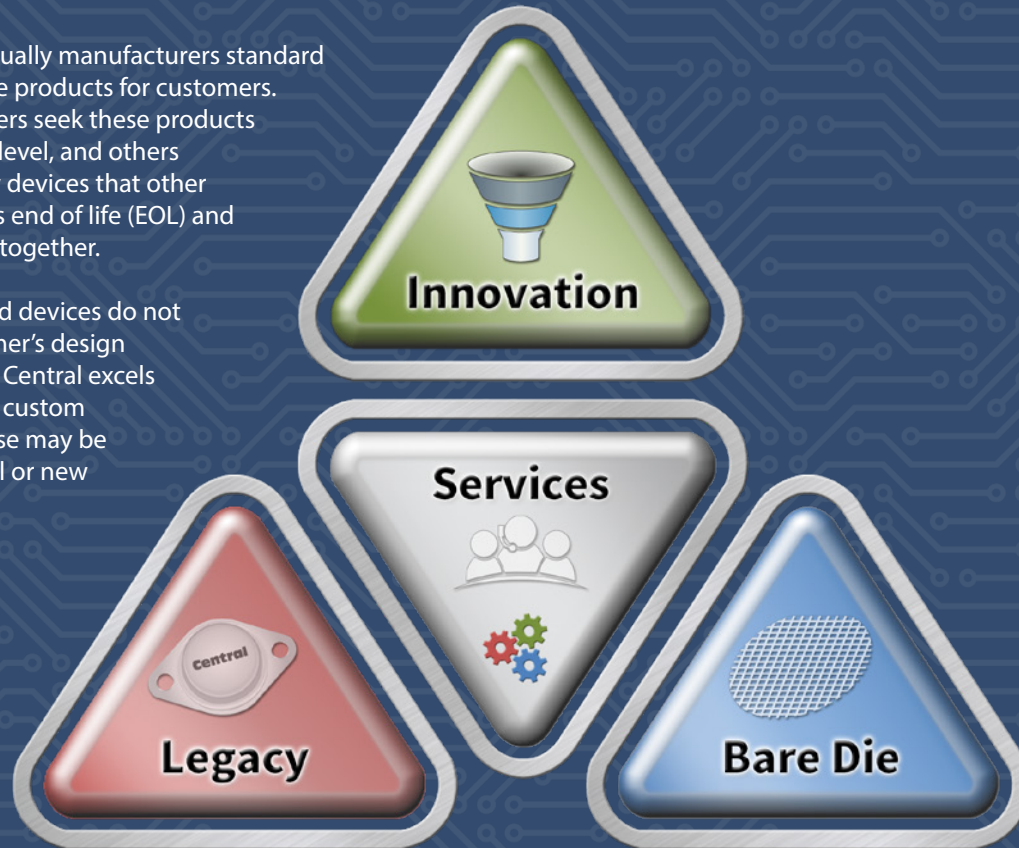 ually manufacturers standard
e products for customers.
ers seek these products
level, and others
devices that other
s end of life (EOL) and
together.
d devices do not
ner’s design
Central excels
custom
se may be
l or new
Innovation
Services
Central
Legacy
Bare Die